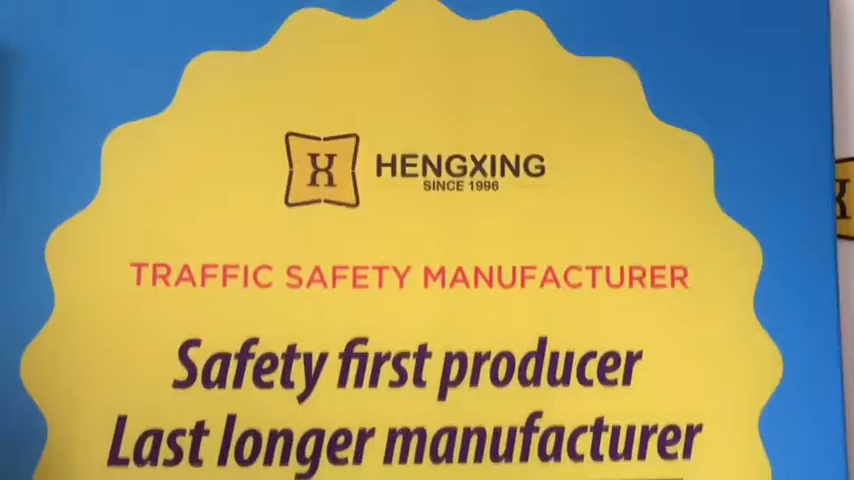 HENGXING
SINCE 1996
TRAFFIC SAFETY MANUFACTURER
Safety first producer
Last longer manufacturer